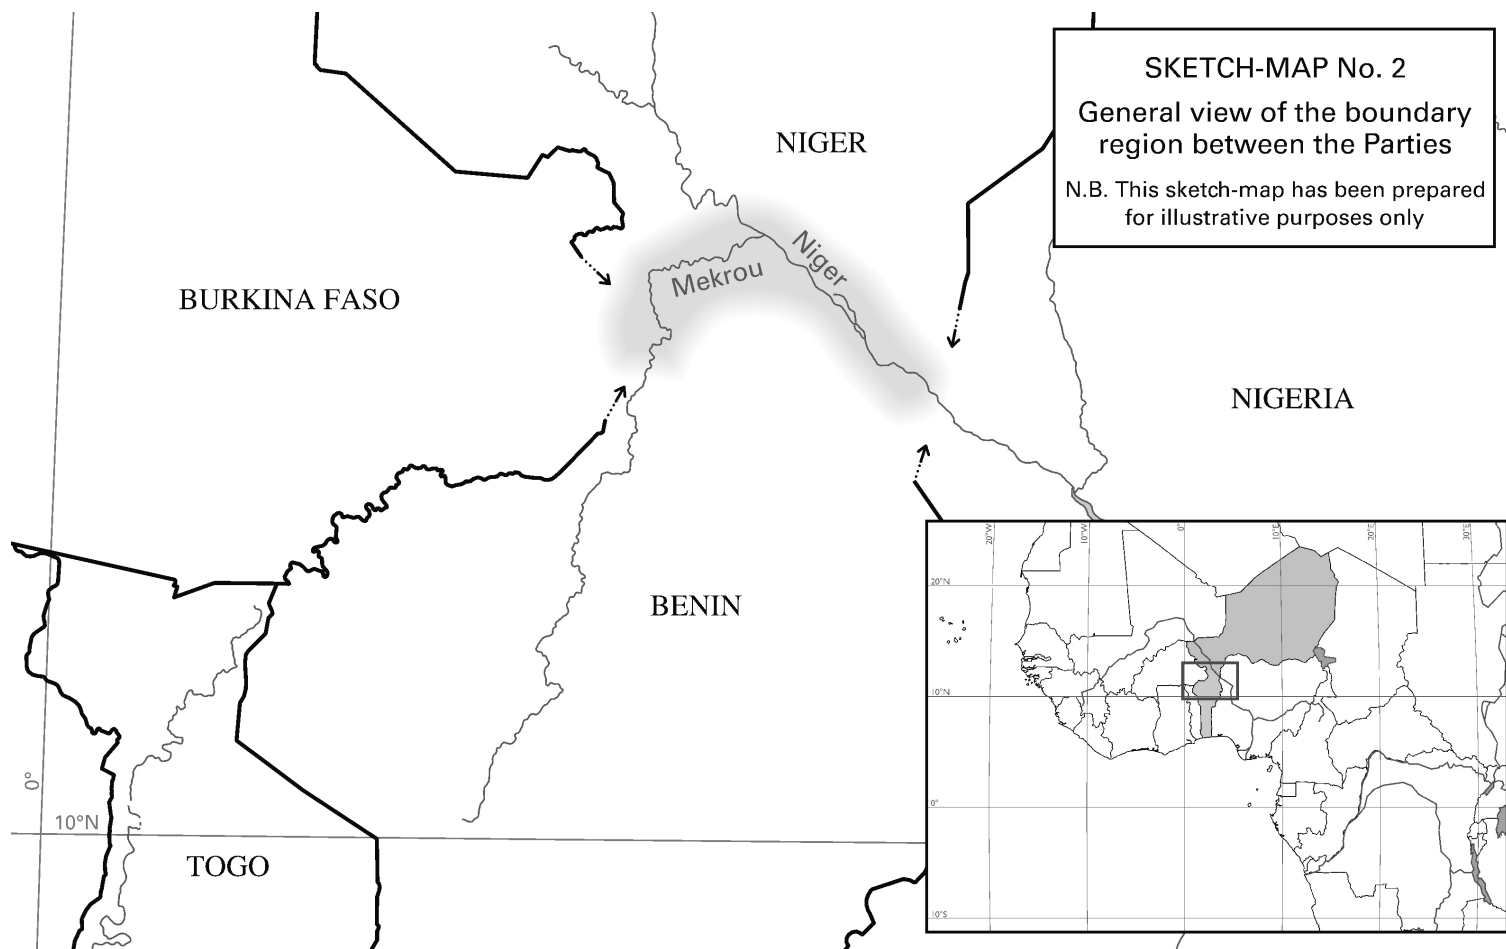 SKETCH-MAP No. 2
General view of the boundary
region between the Parties
N.B. This sketch-map has been prepared
for illustrative purposes only
NIGER
Niger
Mekrou
BURKINA FASO
NIGERIA
BENIN
0°
10°N
TOGO
20°W
10°W
0°
10°E
20°E
30°E
20°N
10°N
0°
10°S